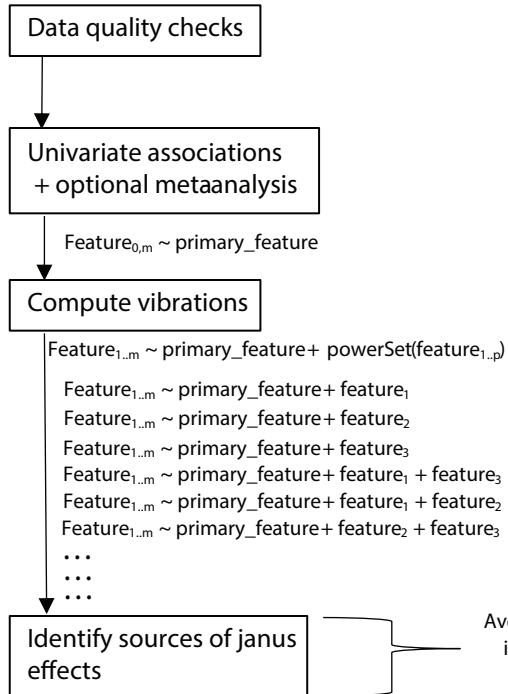 Data quality checks
Univariate associations
+ optional metaanalysis
Feature0,m ~ primary_feature
Compute vibrations
Feature1..m ~ primary_feature+ powerSet(feature1..p)
Feature1..m ~ primary_feature+ feature1
Feature1..m ~ primary_feature+ feature2
Feature1..m ~ primary_feature+ feature3
Feature1..m ~ primary_feature+ feature1 + feature3
Feature1..m ~ primary_feature+ feature1 + feature2
Feature1..m ~ primary_feature+ feature2 + feature3
...
...
...
Identify sources of janus
effects